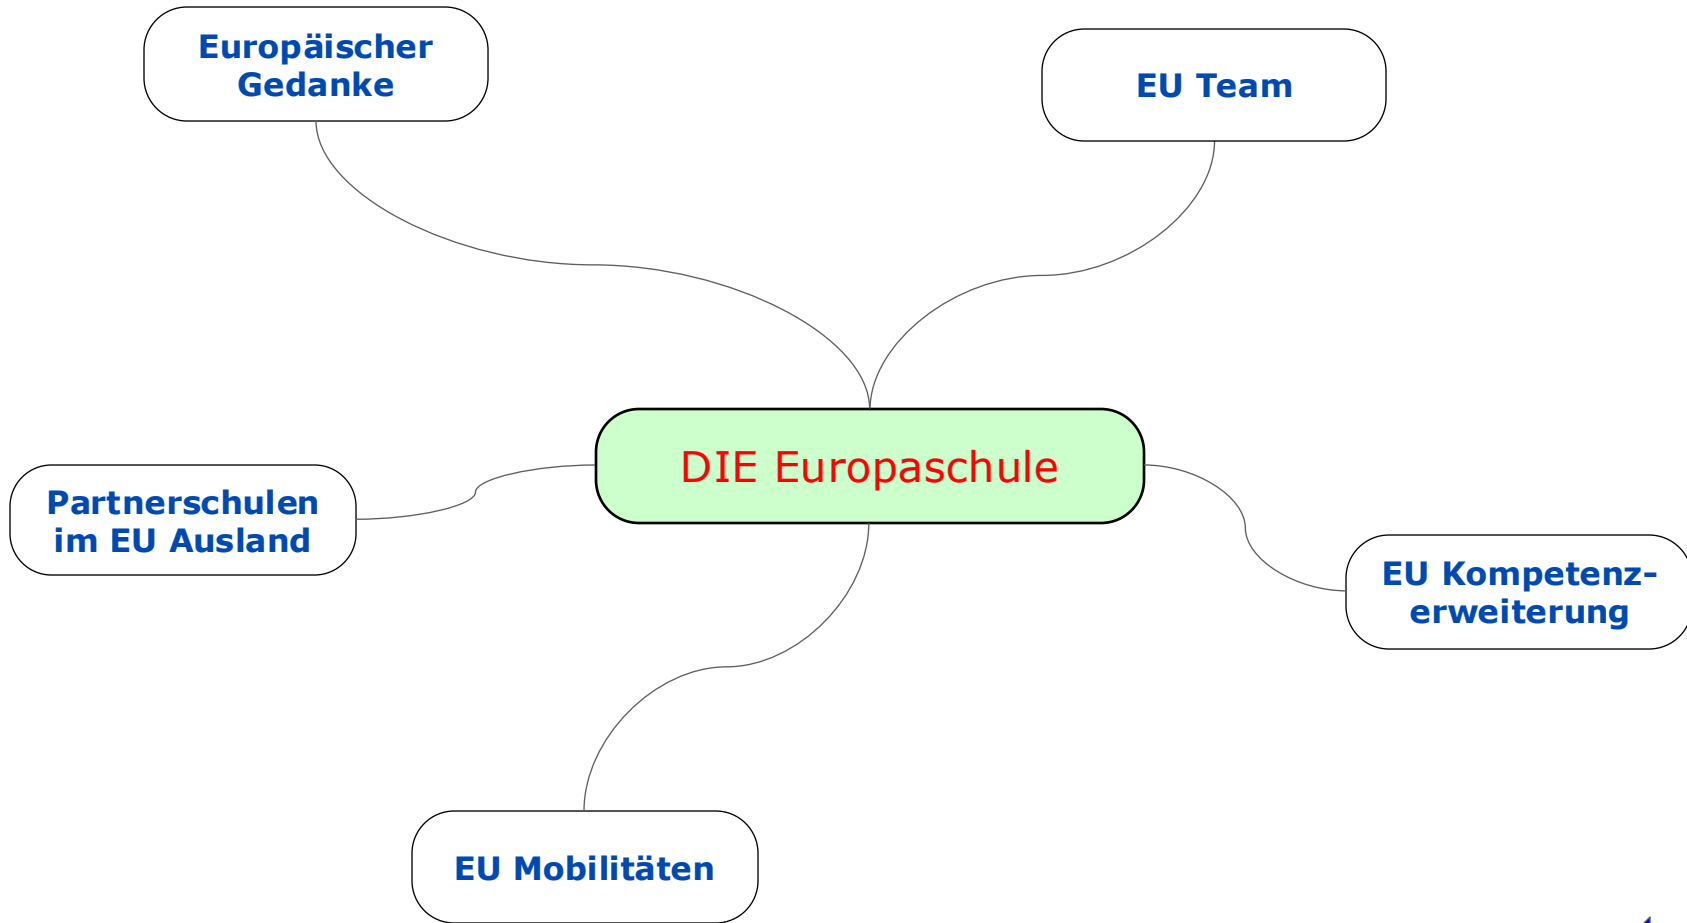 Europäischer
Gedanke
EU Team
DIE Europaschule
Partnerschulen
im EU Ausland
EU Kompetenz-
erweiterung
EU Mobilitäten